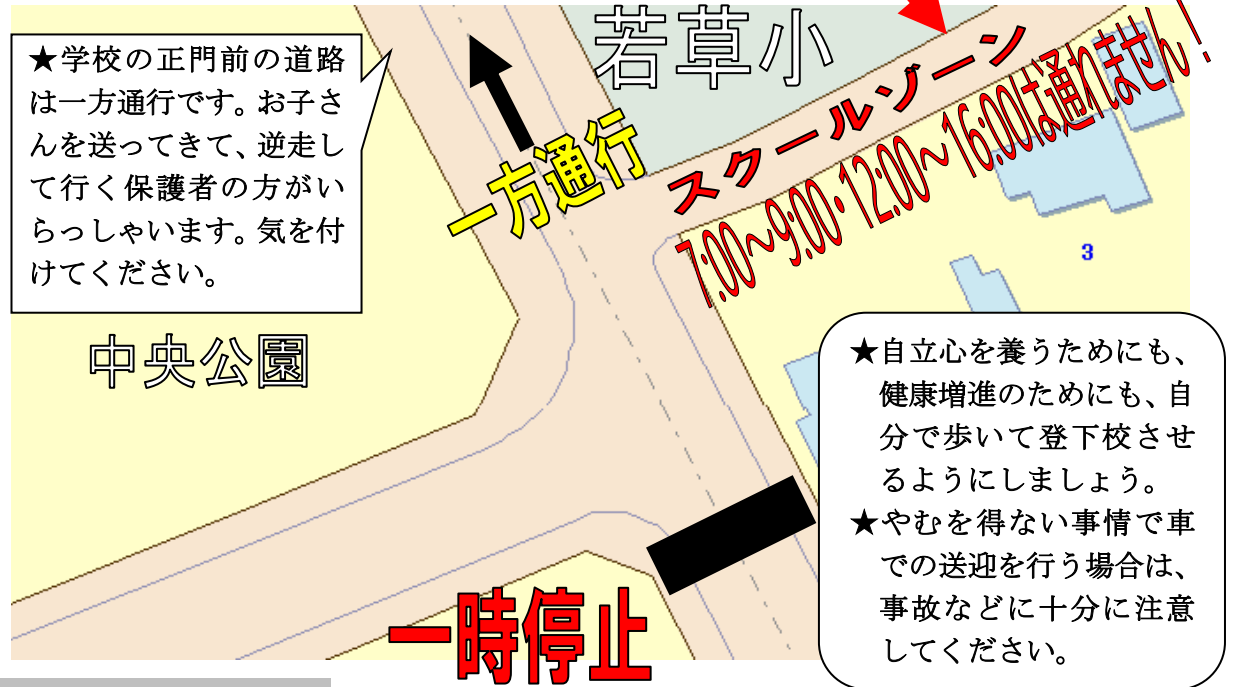 ★学校の正門前の道路
は一方通行です。お子さ
んを送ってきて、逆走し
て行く保護者の方がい
らっしゃいます。気を付
けてください。
若草小
一方通行
スクールゾーン
7:00～9:00・12:00～16:00は通れません！
中央公園
3
★自立心を養うためにも、
健康増進のためにも、自
分で歩いて登下校させ
るようにしましょう。
★やむを得ない事情で車
での送迎を行う場合は、
事故などに十分に注意
してください。
一時停止